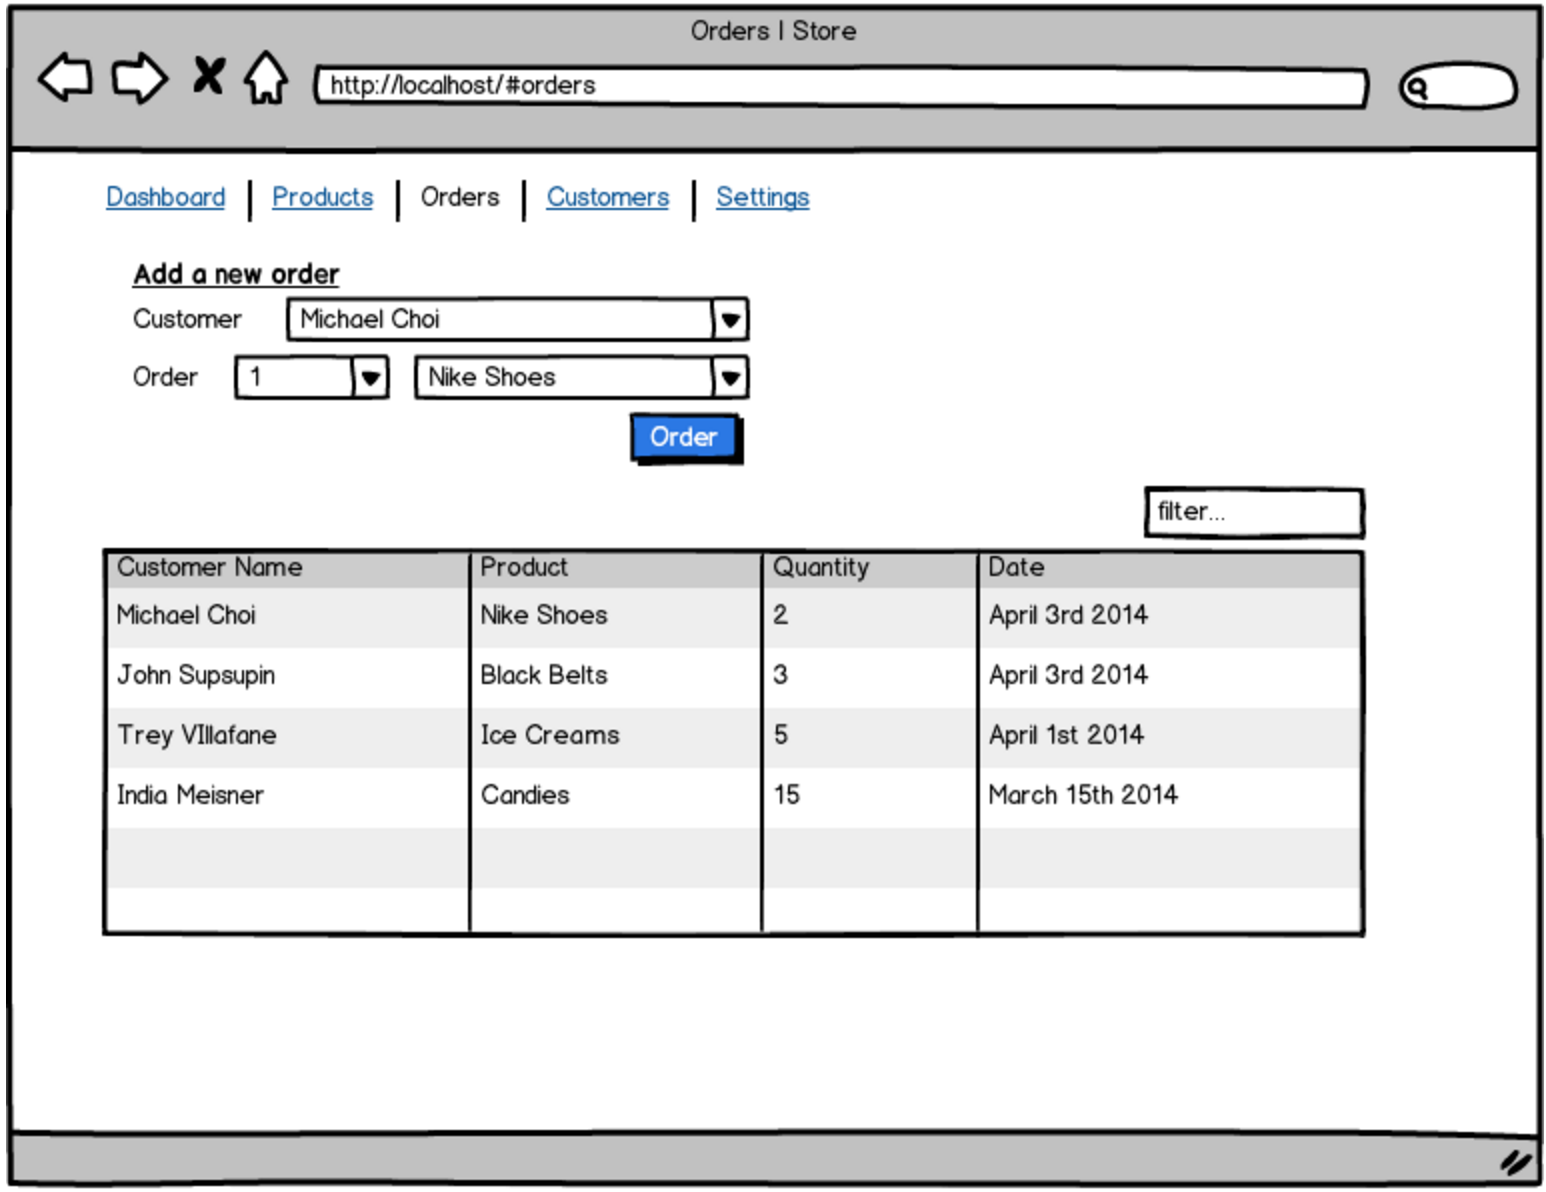 Orders | Store
http://localhost/#orders
Dashboard Products Orders Customers Settings
Add a new order
Customer Michael Choi
Order 1 Nike Shoes
Order
filter...
Customer Name Product Quantity Date
Michael Choi Nike Shoes 2 April 3rd 2014
John Supsupin Black Belts 3 April 3rd 2014
Trey VIllafane Ice Creams 5 April 1st 2014
India Meisner Candies 15 March 15th 2014